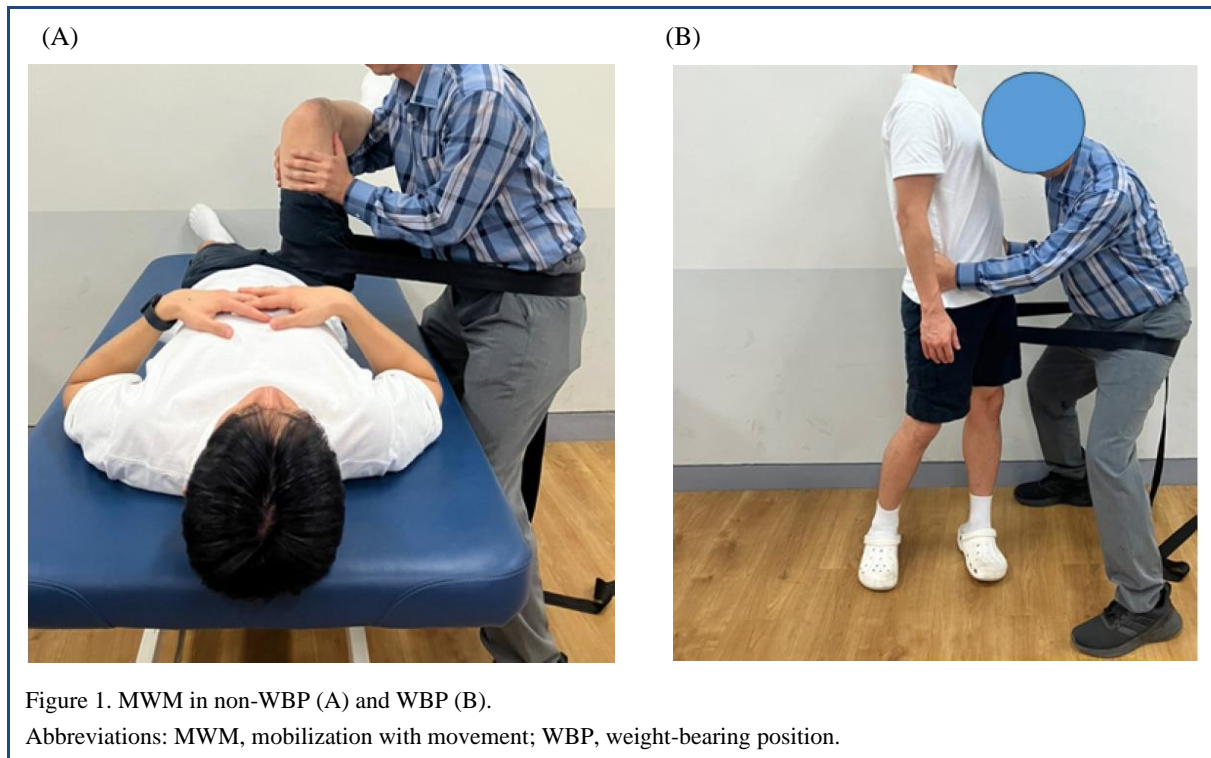 (A)
(B)
Figure 1. MWM in non-WBP (A) and WBP (B).
Abbreviations: MWM, mobilization with movement; WBP, weight-bearing position.